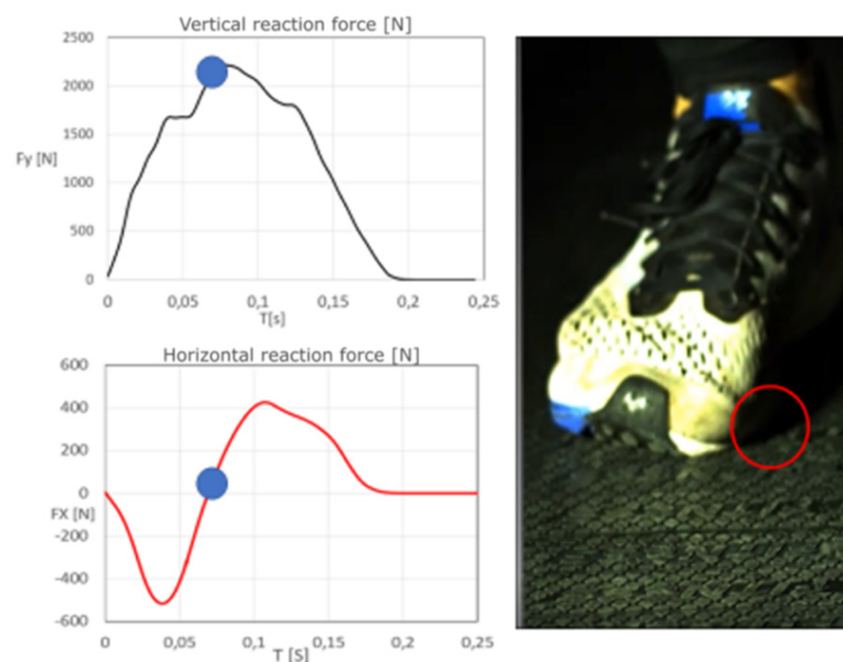 Vertical reaction force [N]
2500
2000
1500
Fy [N]
1000
500
0
0 0,05 0,1 0,15 0,2 0,25
T[s]
Horizontal reaction force [N]
600
400
200
0
FX [N]
-200
-400
-600
0 0,05 0,1 0,15 0,2 0,25
T [S]